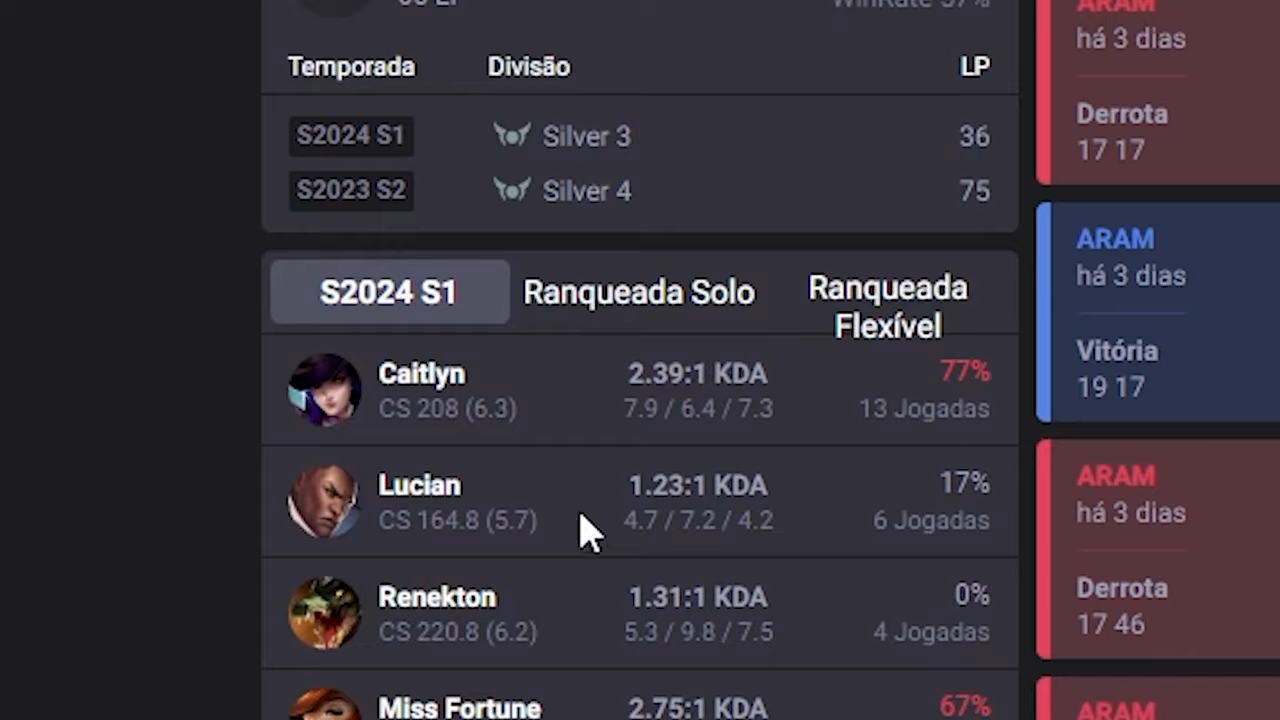 WinRate 57%
Temporada Divisão LP
S2024 S1 Silver 3 36
S2023 S2 Silver 4 75
S2024 S1 Ranqueada Solo Ranqueada
Flexível
Caitlyn 2.39:1 KDA 77%
CS 208 (6.3) 7.9 / 6.4 / 7.3 13 Jogadas
Lucian 1.23:1 KDA 17%
CS 164.8 (5.7) 4.7 / 7.2 / 4.2 6 Jogadas
Renekton 1.31:1 KDA 0%
CS 220.8 (6.2) 5.3 / 9.8 / 7.5 4 Jogadas
Miss Fortune 2.75:1 KDA 67%
ARAM
há 3 dias
Derrota
17 17
ARAM
há 3 dias
Vitória
19 17
ARAM
há 3 dias
Derrota
17 46
ARAM